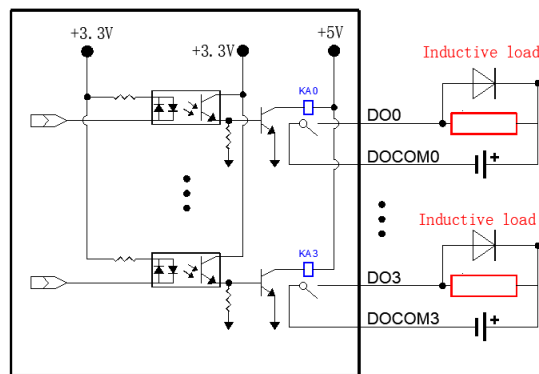 +3.3V
+3.3V
+5V
Inductive load
KA0
DO0
DOCOM0
+
Inductive load
KA3
DO3
DOCOM3
+